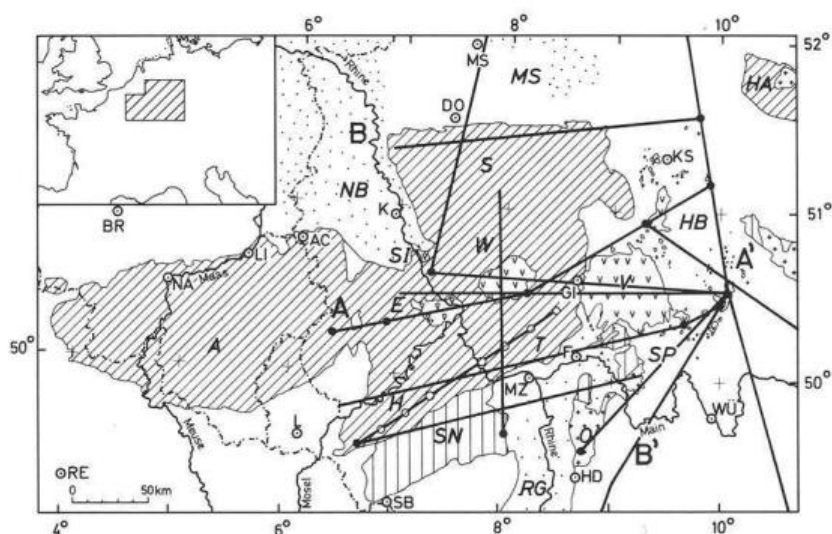 6°
8°
10°
52°
MS
MS
HA
Rhine
DO
B
S
KS
NB
K
HB
50°
BR
AC
LI
SI
W
NA
Maas
A
E
GI
V
A'
50°
A
T
F
SP
50°
H
MZ
L
SN
O
WÜ
Meuse
Main
B'
Rhine
RE
Mosel
SB
RG
HD
0
50km
4°
6°
8°
10°